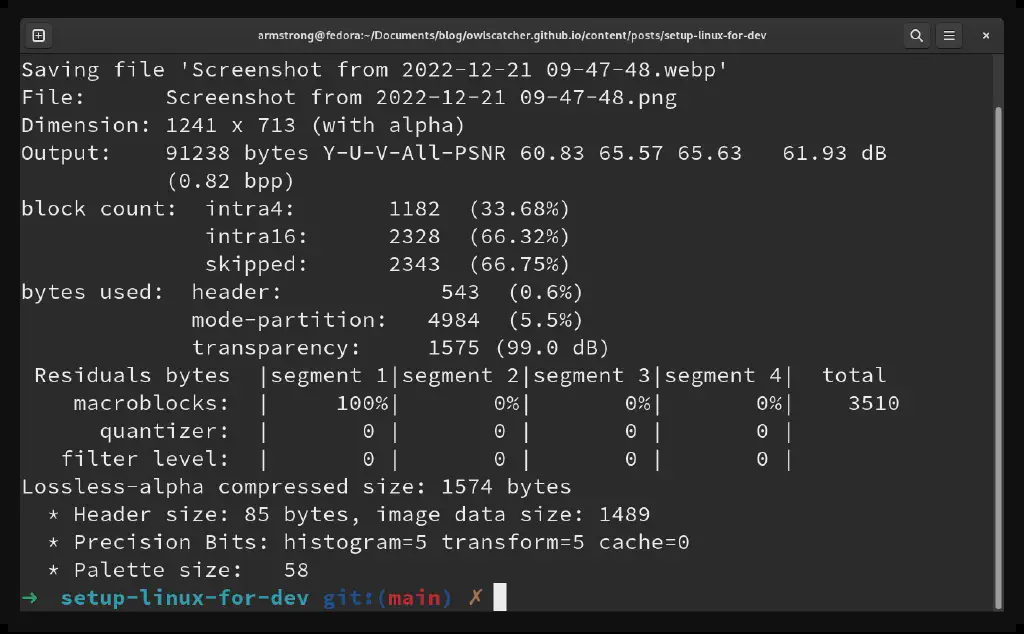 armstrong@fedora:~/Documents/blog/owlscatcher.github.io/content/posts/setup-linux-for-dev
Saving file 'Screenshot from 2022-12-21 09-47-48.webp'
File:      Screenshot from 2022-12-21 09-47-48.png
Dimension: 1241 x 713 (with alpha)
Output:    91238 bytes Y-U-V-All-PSNR 60.83 65.57 65.63   61.93 dB
           (0.82 bpp)
block count:  intra4:       1182  (33.68%)
              intra16:      2328  (66.32%)
              skipped:      2343  (66.75%)
bytes used:  header:            543  (0.6%)
             mode-partition:   4984  (5.5%)
             transparency:     1575 (99.0 dB)
 Residuals bytes  |segment 1|segment 2|segment 3|segment 4|  total
    macroblocks:  |     100%|       0%|       0%|       0%|    3510
      quantizer:  |       0 |       0 |       0 |       0 |
   filter level:  |       0 |       0 |       0 |       0 |
Lossless-alpha compressed size: 1574 bytes
  * Header size: 85 bytes, image data size: 1489
  * Precision Bits: histogram=5 transform=5 cache=0
  * Palette size:   58
→  setup-linux-for-dev git:(main) ✗